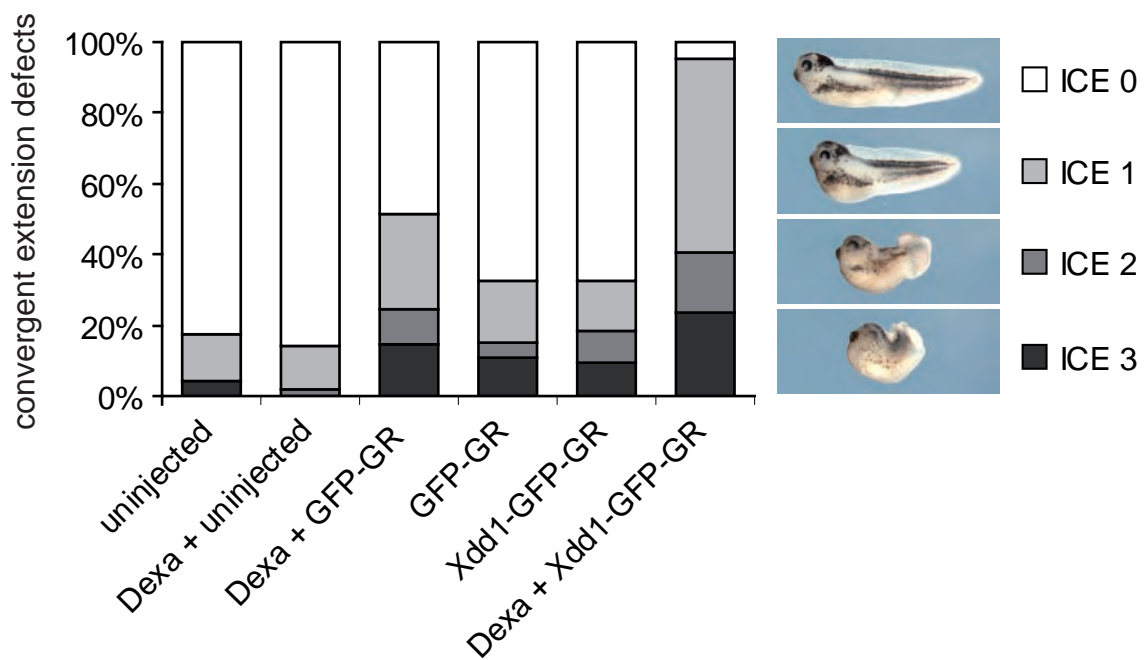 convergent extension defects
100%
80%
60%
40%
20%
0%
uninjected
Dexa + uninjected
Dexa + GFP-GR
GFP-GR
Xdd1-GFP-GR
Dexa + Xdd1-GFP-GR
ICE 0
ICE 1
ICE 2
ICE 3